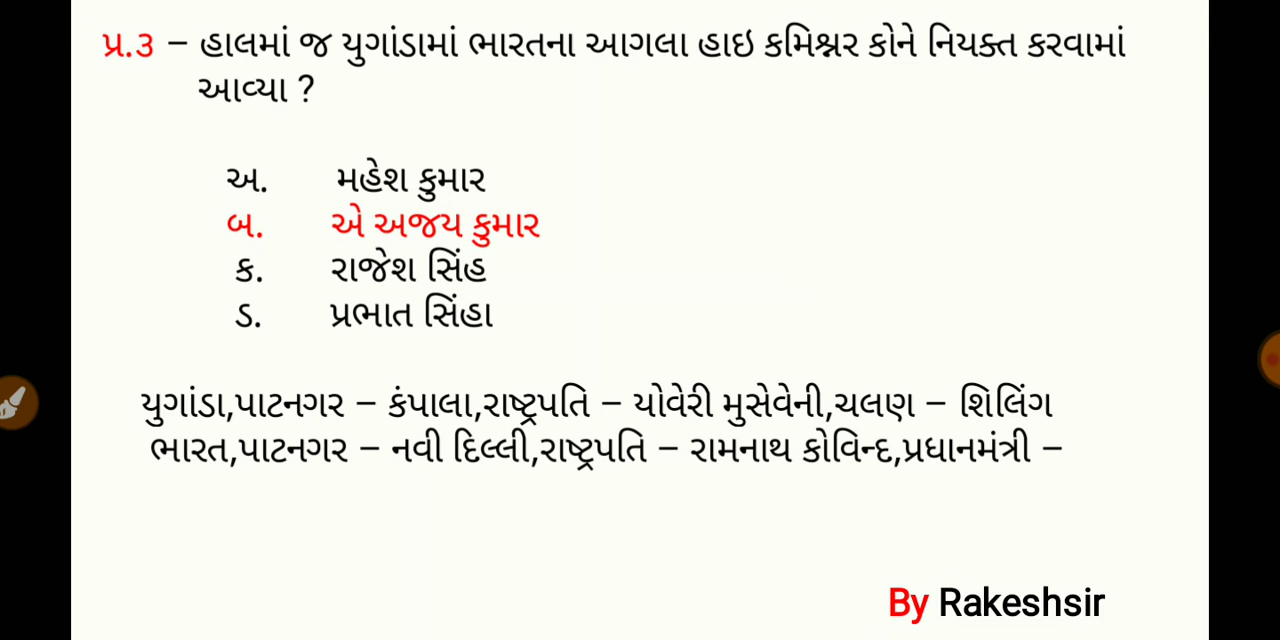 પ્ર.૩ – હાલમાં જ યુગાંડામાં ભારતના આગલા હાઇ કમિશ્નર કોને નિયક્ત કરવામાં
આવ્યા ?
અ. મહેશ કુમાર
બ. એ અજય કુમાર
ક. રાજેશ સિંહ
ડ. પ્રભાત સિંહા
યુગાંડા,પાટનગર – કંપાલા,રાષ્ટ્રપતિ – યોવેરી મુસેવેની,ચલણ – શિલિંગ
ભારત,પાટનગર – નવી દિલ્લી,રાષ્ટ્રપતિ – રામનાથ કોવિન્દ,પ્રધાનમંત્રી –
By Rakeshsir